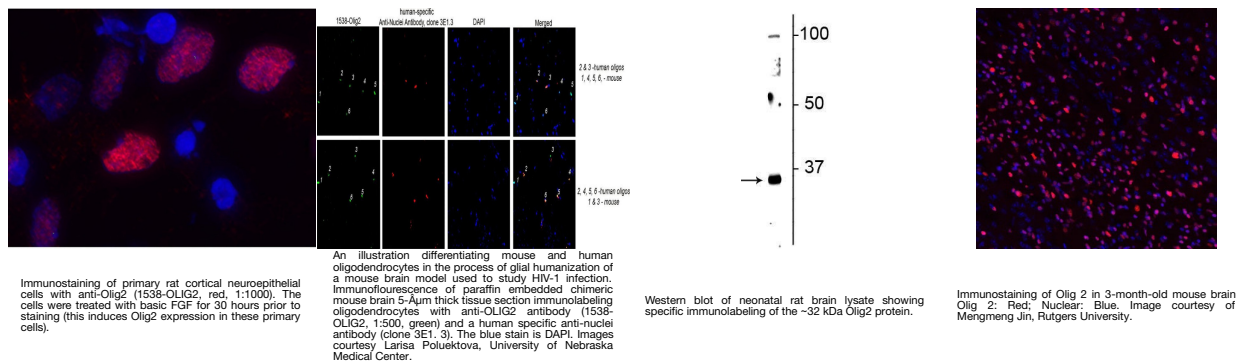 1538-Olig2
human-specific
Anti-Nuclei Antibody, clone 3E1.3
DAPI
Merged
2 & 3 -human oligos
1, 4, 5, 6, - mouse
2, 4, 5, 6 -human oligos
1 & 3 - mouse
100
50
37
Immunostaining of primary rat cortical neuroepithelial
cells with anti-Olig2 (1538-OLIG2, red, 1:1000). The
cells were treated with basic FGF for 30 hours prior to
staining (this induces Olig2 expression in these primary
cells).
An illustration differentiating mouse and human
oligodendrocytes in the process of glial humanization of
a mouse brain model used to study HIV-1 infection.
Immunoflourescence of paraffin embedded chimeric
mouse brain 5-Âµm thick tissue section immunolabeling
oligodendrocytes with anti-OLIG2 antibody (1538-
OLIG2, 1:500, green) and a human specific anti-nuclei
antibody (clone 3E1. 3). The blue stain is DAPI. Images
courtesy Larisa Poluektova, University of Nebraska
Medical Center.
Western blot of neonatal rat brain lysate showing
specific immunolabeling of the ~32 kDa Olig2 protein.
Immunostaining of Olig 2 in 3-month-old mouse brain
Olig 2: Red; Nuclear: Blue. Image courtesy of
Mengmeng Jin, Rutgers University.